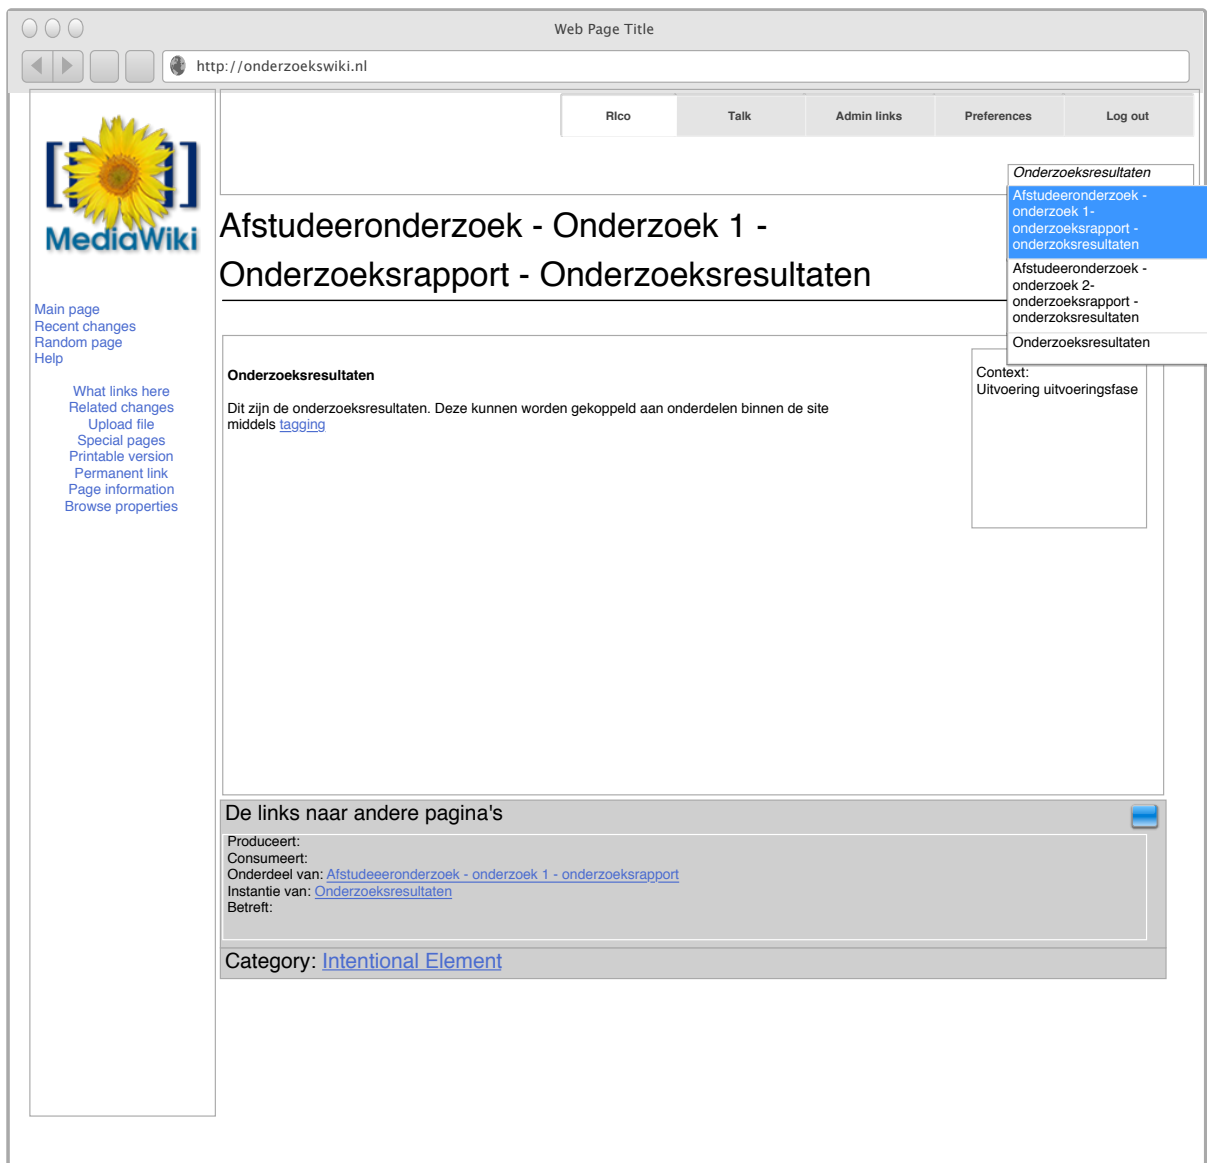 Web Page Title
http://onderzoekswiki.nl
RIco
Talk
Admin links
Preferences
Log out
[[ ]]
MediaWiki
Onderzoeksresultaten
Afstudeeronderzoek -
onderzoek 1-
onderzoeksrapport -
onderzoksresultaten
Afstudeeronderzoek -
onderzoek 2-
onderzoeksrapport -
onderzoksresultaten
Onderzoeksresultaten
Afstudeeronderzoek - Onderzoek 1 -
Onderzoeksrapport - Onderzoeksresultaten
Main page
Recent changes
Random page
Help
What links here
Related changes
Upload file
Special pages
Printable version
Permanent link
Page information
Browse properties
Onderzoeksresultaten
Dit zijn de onderzoeksresultaten. Deze kunnen worden gekoppeld aan onderdelen binnen de site
middels tagging
Context:
Uitvoering uitvoeringsfase
De links naar andere pagina's
Produceert:
Consumeert:
Onderdeel van: Afstudeeeronderzoek - onderzoek 1 - onderzoeksrapport
Instantie van: Onderzoeksresultaten
Betreft:
Category: Intentional Element